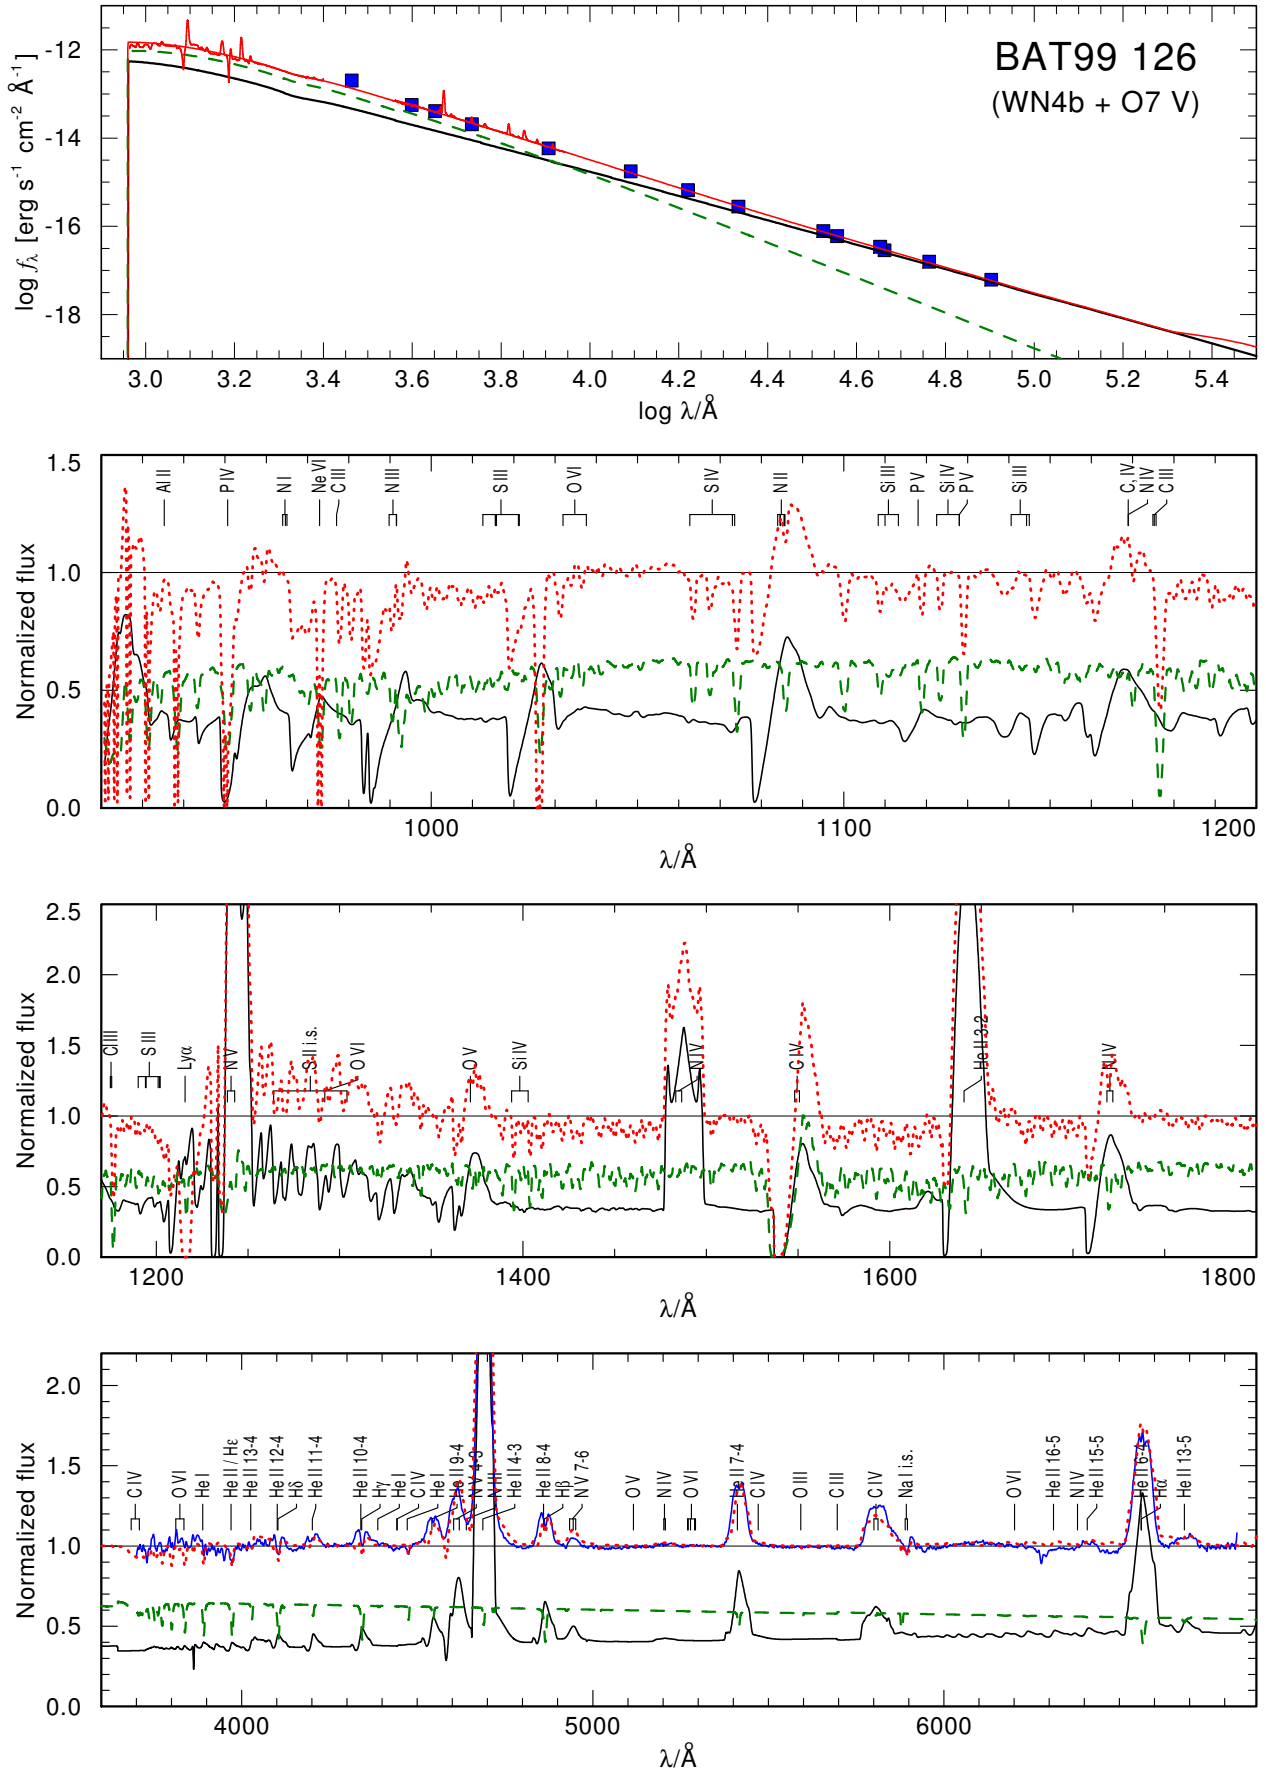 BAT99 126
(WN4b + O7 V)
log fλ [erg s⁻¹ cm⁻² Å⁻¹]
-12
-14
-16
-18
3.0 3.2 3.4 3.6 3.8 4.0 4.2 4.4 4.6 4.8 5.0 5.2 5.4
log λ/Å
Normalized flux
1.5
1.0
0.5
0.0
Al II P IV N I Ne VI C III N III S III O VI S IV N II Si III P V Si IV P V Si III C, IV N IV C III
1000 1100 1200
λ/Å
Normalized flux
2.5
2.0
1.5
1.0
0.5
0.0
C III S III Lyα N V S II i.s. O VI O V Si IV N IV C IV He II 3-2 N IV
1200 1400 1600 1800
λ/Å
Normalized flux
2.0
1.5
1.0
0.5
0.0
C IV O VI He I He II / Hε He II 13-4 He II 12-4 Hδ He II 11-4 He II 10-4 Hγ He I C IV He I He II 9-4 N V 4-3 N III He II 4-3 He II 8-4 Hβ N V 7-6 O V N IV O VI He II 7-4 C IV O III C III C IV Na I i.s. O VI He II 16-5 N IV He II 15-5 He II 6-4 Hα He II 13-5
4000 5000 6000
λ/Å